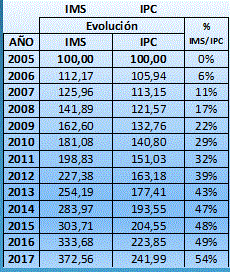 IMS IPC
Evolución %
AÑO IMS IPC IMS/IPC
2005 100,00 100,00 0%
2006 112,17 105,94 6%
2007 125,96 113,15 11%
2008 141,89 121,57 17%
2009 162,60 132,76 22%
2010 181,08 140,80 29%
2011 198,83 151,03 32%
2012 227,38 163,18 39%
2013 254,19 177,41 43%
2014 283,97 193,55 47%
2015 303,71 204,55 48%
2016 333,68 223,85 49%
2017 372,56 241,99 54%